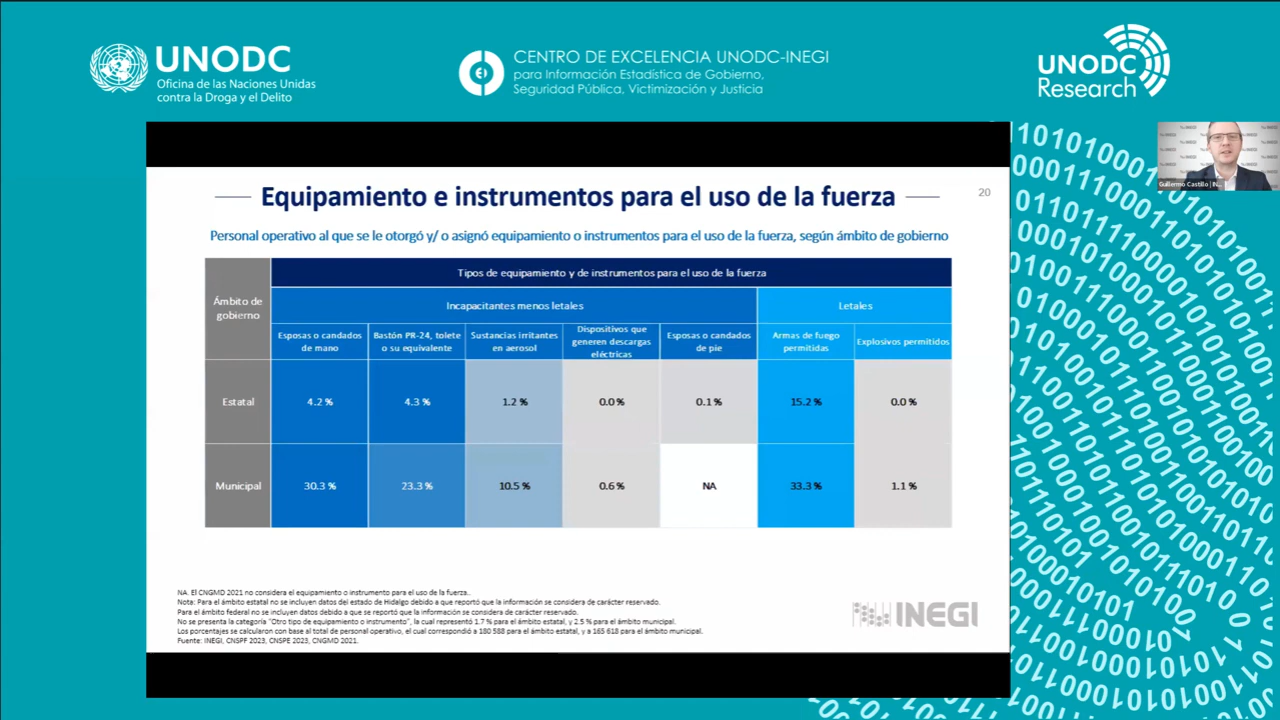 UNODC
Oficina de las Naciones Unidas
contra la Droga y el Delito
CENTRO DE EXCELENCIA UNODC-INEGI
para Información Estadística de Gobierno,
Seguridad Pública, Victimización y Justicia
UNODC
Research
Guillermo Castillo | IN...
Equipamiento e instrumentos para el uso de la fuerza
20
Personal operativo al que se le otorgó y/ o asignó equipamiento o instrumentos para el uso de la fuerza, según ámbito de gobierno
Ámbito de
gobierno
Tipos de equipamiento y de instrumentos para el uso de la fuerza
Incapacitantes menos letales
Letales
Esposas o candados
de mano
Bastón PR-24, tolete
o su equivalente
Sustancias irritantes
en aerosol
Dispositivos que
generen descargas
eléctricas
Esposas o candados
de pie
Armas de fuego
permitidas
Explosivos permitidos
Estatal 4.2 % 4.3 % 1.2 % 0.0 % 0.1 % 15.2 % 0.0 %
Municipal 30.3 % 23.3 % 10.5 % 0.6 % NA 33.3 % 1.1 %
NA. El CNGMD 2021 no considera el equipamiento o instrumento para el uso de la fuerza..
Nota: Para el ámbito estatal no se incluyen datos del estado de Hidalgo debido a que reportó que la información se considera de carácter reservado.
Para el ámbito federal no se incluyen datos debido a que se reportó que la información se considera de carácter reservado.
No se presenta la categoría "Otro tipo de equipamiento o instrumento", la cual representó 1.7 % para el ámbito estatal, y 2.5 % para el ámbito municipal.
Los porcentajes se calcularon con base al total de personal operativo, el cual correspondió a 180 588 para el ámbito estatal, y a 165 618 para el ámbito municipal.
Fuente: INEGI, CNSPF 2023, CNSPE 2023, CNGMD 2021.
INEGI